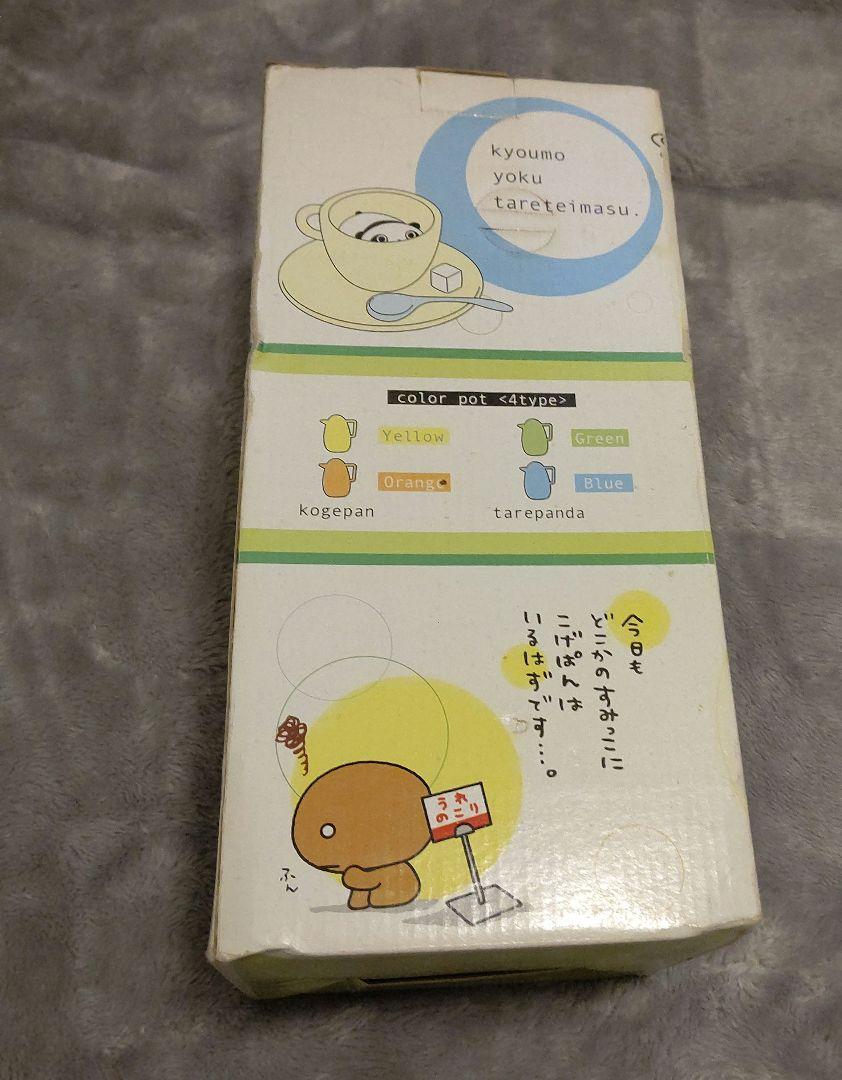 kyoumo
yoku
tareteimasu.
color pot <4type>
Yellow
Green
Orange
Blue
kogepan
tarepanda
今日も
どこかのすみっこに
こげぱんは
いるはずです…。
うれ
のこり
ふん